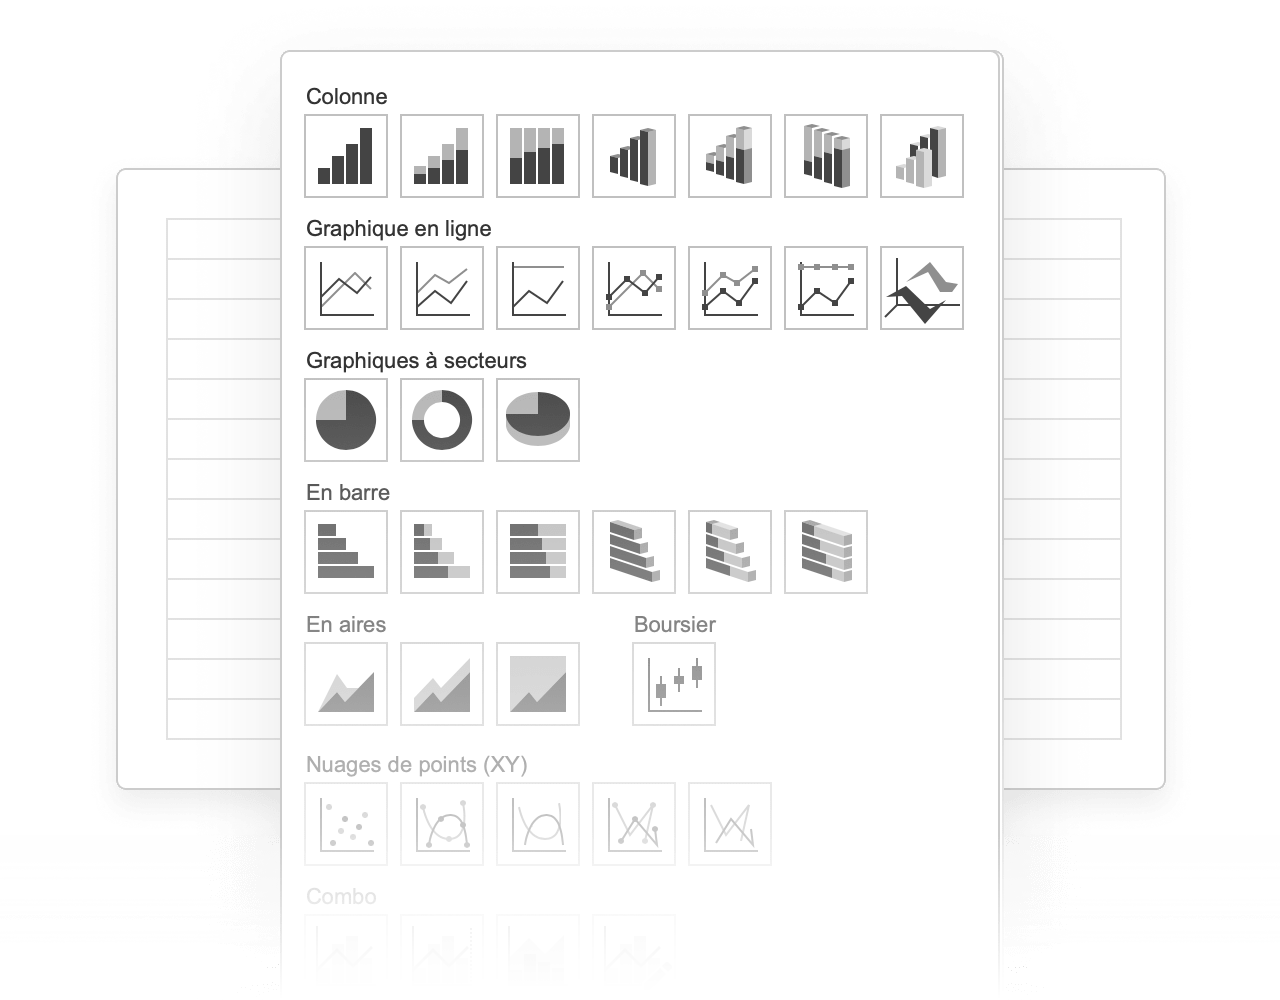 Colonne
Graphique en ligne
Graphiques à secteurs
En barre
En aires
Boursier
Nuages de points (XY)
Combo